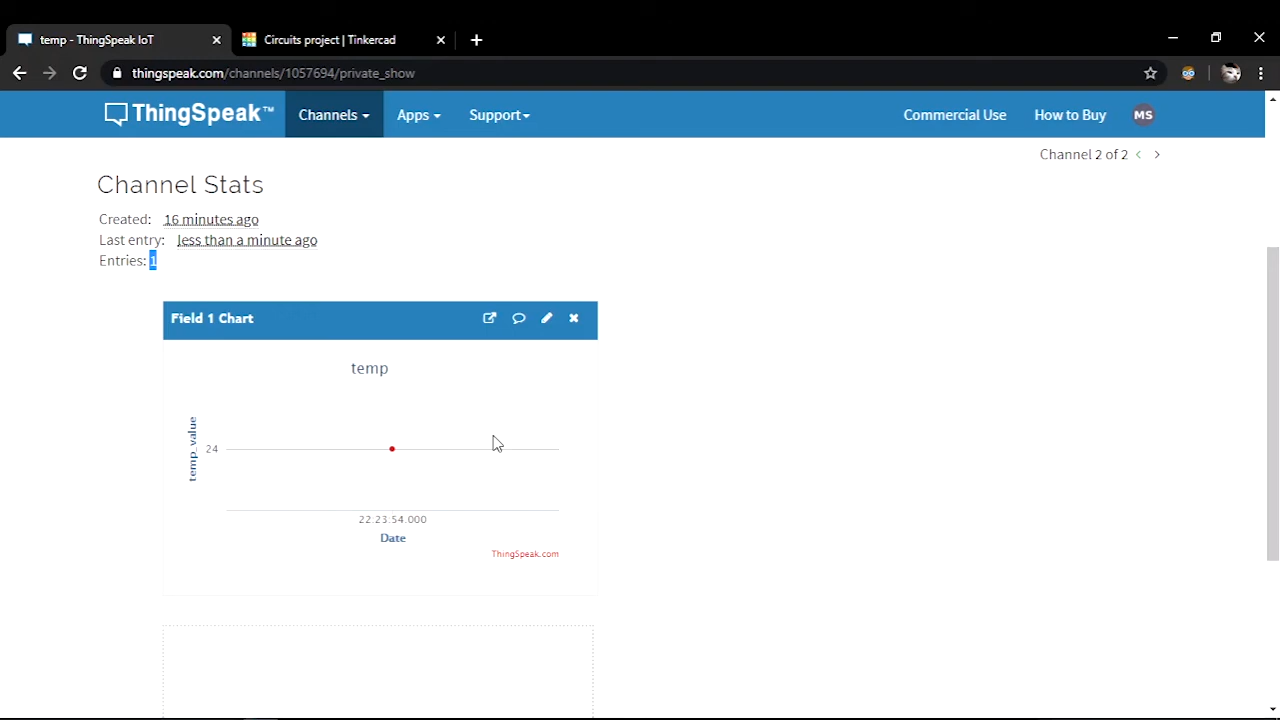 temp - ThingSpeak IoT
Circuits project | Tinkercad
thingspeak.com/channels/1057694/private_show
ThingSpeak™ Channels Apps Support Commercial Use How to Buy MS
Channel 2 of 2 < >
Channel Stats
Created: 16 minutes ago
Last entry: less than a minute ago
Entries: 1
Field 1 Chart
temp
temp_value
24
22:23:54.000
Date
ThingSpeak.com